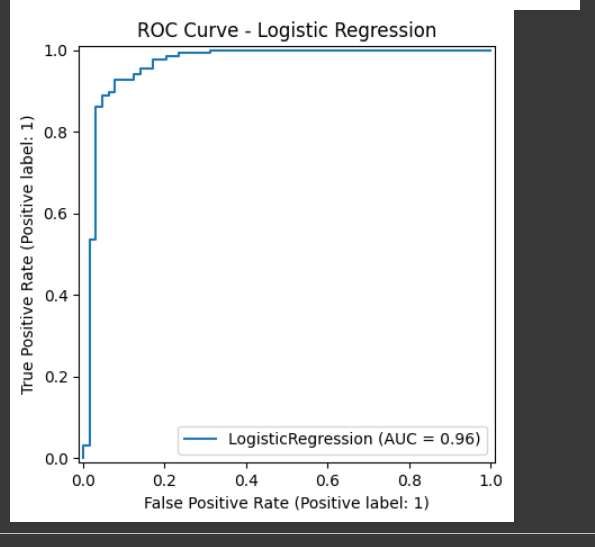 ROC Curve - Logistic Regression
True Positive Rate (Positive label: 1)
1.0
0.8
0.6
0.4
0.2
0.0
LogisticRegression (AUC = 0.96)
0.0 0.2 0.4 0.6 0.8 1.0
False Positive Rate (Positive label: 1)